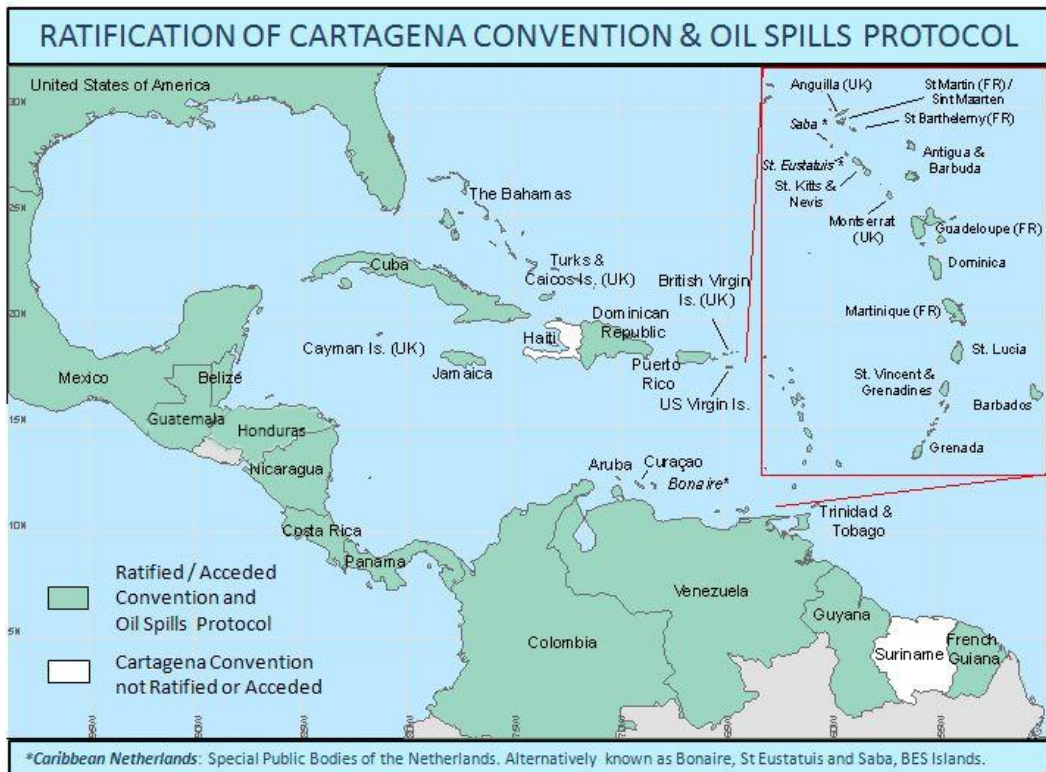 RATIFICATION OF CARTAGENA CONVENTION & OIL SPILLS PROTOCOL
United States of America
30N
25N
20N
15N
10N
5N
The Bahamas
Cuba
Turks &
Caicos Is, (UK)
British Virgin
Is. (UK)
Dominican
Republic
Haiti
Cayman Is. (UK)
Jamaica
Puerto
Rico
US Virgin Is.
Mexico
Belize
Guatemala
Honduras
Nicaragua
Costa Rica
Panama
Aruba
Curaçao
Bonaire*
Trinidad &
Tobago
Venezuela
Colombia
Guyana
Suriname
French
Guiana
Anguilla (UK)
St Martin (FR) /
Sint Maarten
Saba *
St Barthelemy (FR)
St. Eustatuis *
Antigua &
Barbuda
St. Kitts &
Nevis
Montserrat
(UK)
Guadeloupe (FR)
Dominica
Martinique (FR)
St. Lucia
St. Vincent &
Grenadines
Barbados
Grenada
Ratified / Acceded
Convention and
Oil Spills Protocol
Cartagena Convention
not Ratified or Acceded
*Caribbean Netherlands: Special Public Bodies of the Netherlands. Alternatively known as Bonaire, St Eustatuis and Saba, BES Islands.